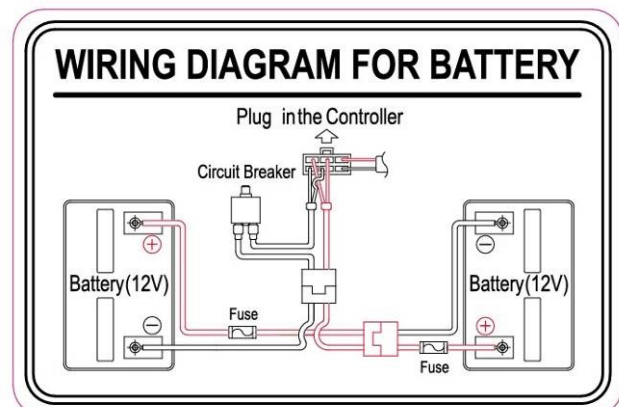 WIRING DIAGRAM FOR BATTERY
Plug in the Controller
Circuit Breaker
+
−
Battery(12V)
Battery(12V)
−
+
Fuse
Fuse